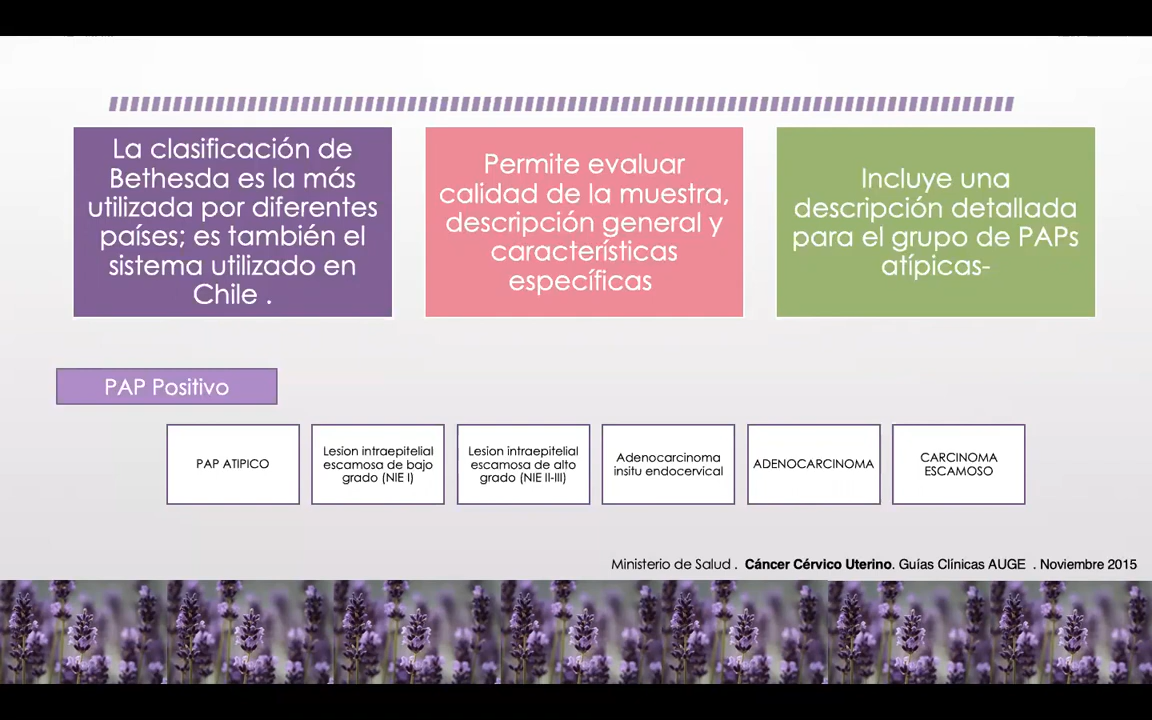 La clasificación de
Bethesda es la más
utilizada por diferentes
países; es también el
sistema utilizado en
Chile .
Permite evaluar
calidad de la muestra,
descripción general y
características
específicas
Incluye una
descripción detallada
para el grupo de PAPs
atípicas-
PAP Positivo
PAP ATIPICO
Lesion intraepitelial
escamosa de bajo
grado (NIE I)
Lesion intraepitelial
escamosa de alto
grado (NIE II-III)
Adenocarcinoma
insitu endocervical
ADENOCARCINOMA
CARCINOMA
ESCAMOSO
Ministerio de Salud . Cáncer Cérvico Uterino. Guías Clínicas AUGE . Noviembre 2015